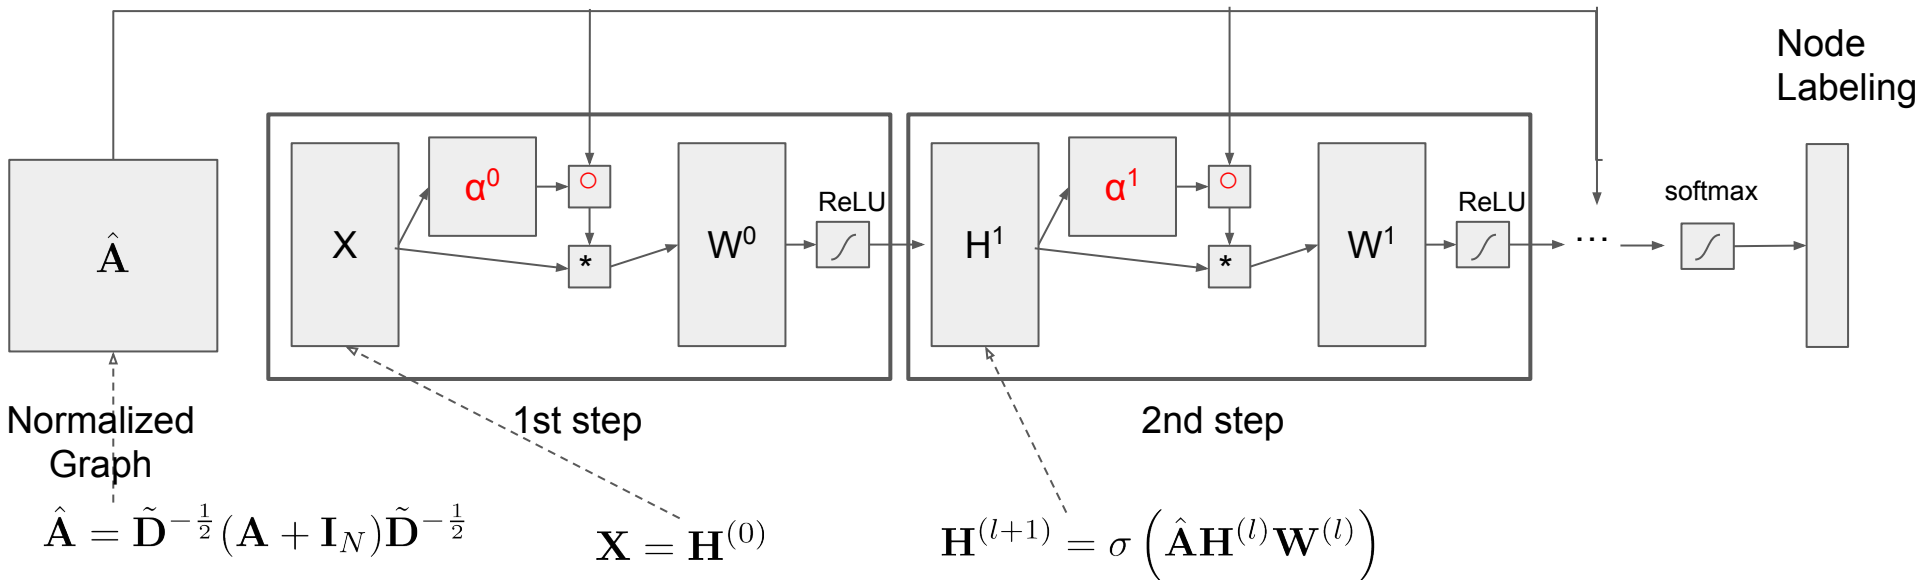 Node
Labeling
Â
X
α⁰
○
*
W⁰
ReLU
H¹
α¹
○
*
W¹
ReLU
...
softmax
Normalized
Graph
1st step
2nd step
Â = D̃^{-1/2}(A + I_N)D̃^{-1/2}
X = H^{(0)}
H^{(l+1)} = σ(ÂH^{(l)}W^{(l)})